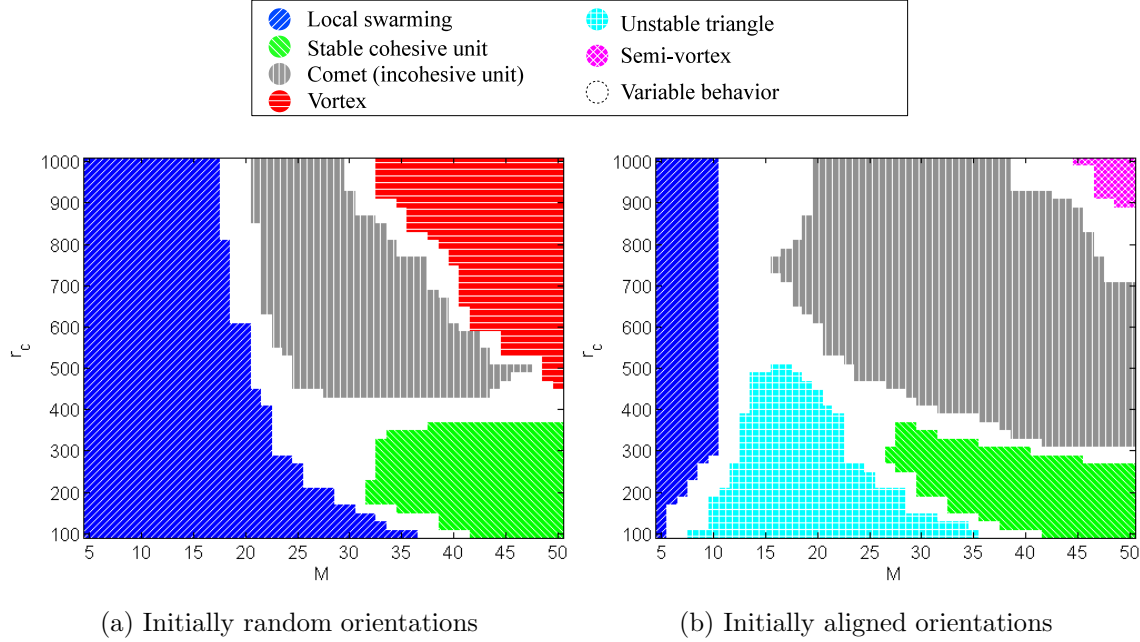 Local swarming
Stable cohesive unit
Comet (incohesive unit)
Vortex
Unstable triangle
Semi-vortex
Variable behavior
1000
900
800
700
600
500
400
300
200
100
r_c
5 10 15 20 25 30 35 40 45 50
M
(a) Initially random orientations
1000
900
800
700
600
500
400
300
200
100
r_c
5 10 15 20 25 30 35 40 45 50
M
(b) Initially aligned orientations